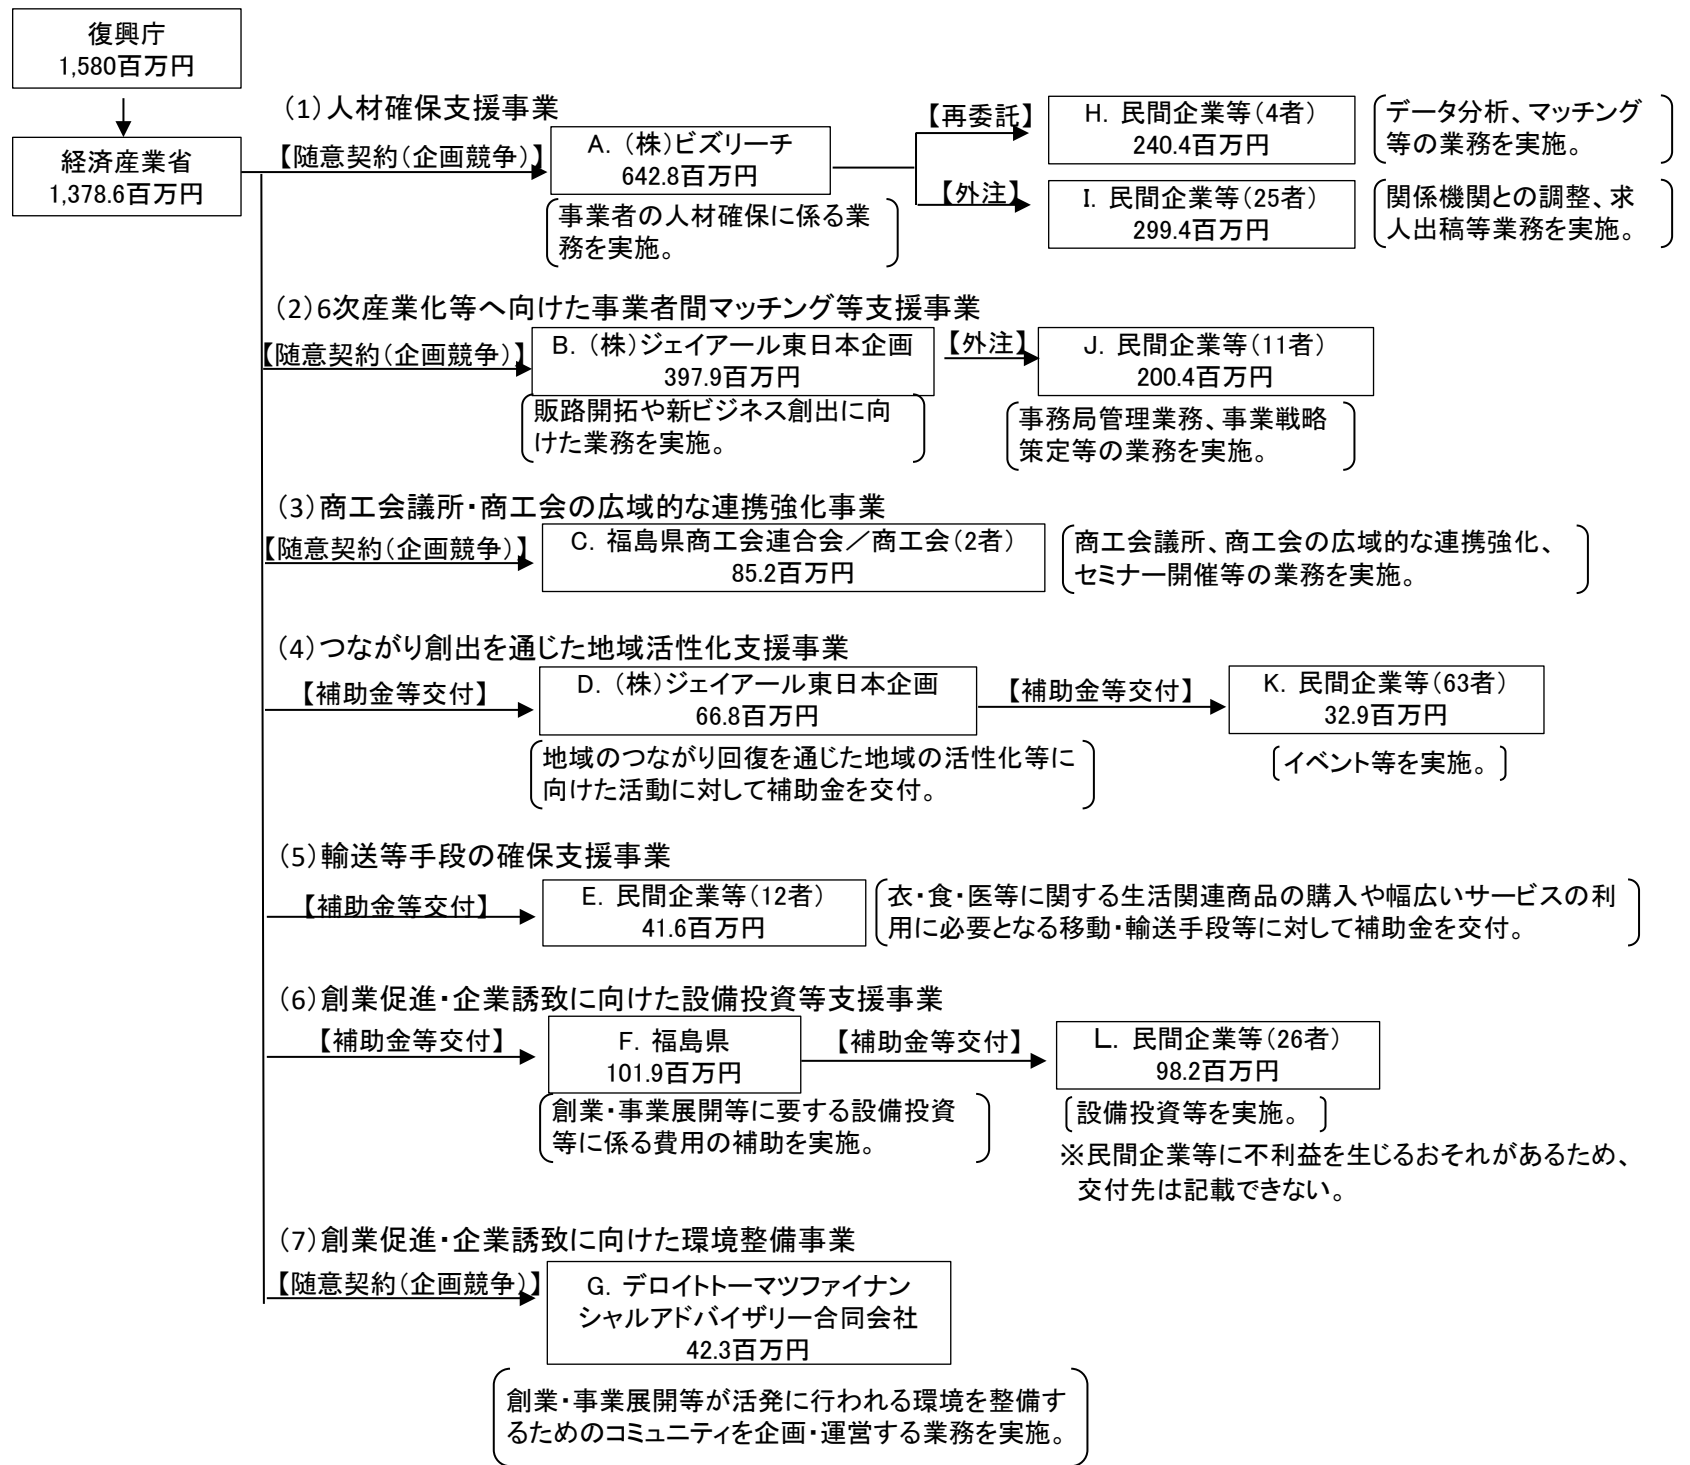 復興庁
1,580百万円
経済産業省
1,378.6百万円
(1)人材確保支援事業
【随意契約(企画競争)】
A. (株)ビズリーチ
642.8百万円
事業者の人材確保に係る業
務を実施。
【再委託】
H. 民間企業等(4者)
240.4百万円
データ分析、マッチング
等の業務を実施。
【外注】
I. 民間企業等(25者)
299.4百万円
関係機関との調整、求
人出稿等業務を実施。
(2)6次産業化等へ向けた事業者間マッチング等支援事業
【随意契約(企画競争)】
B. (株)ジェイアール東日本企画
397.9百万円
販路開拓や新ビジネス創出に向
けた業務を実施。
【外注】
J. 民間企業等(11者)
200.4百万円
事務局管理業務、事業戦略
策定等の業務を実施。
(3)商工会議所・商工会の広域的な連携強化事業
【随意契約(企画競争)】
C. 福島県商工会連合会／商工会(2者)
85.2百万円
商工会議所、商工会の広域的な連携強化、
セミナー開催等の業務を実施。
(4)つながり創出を通じた地域活性化支援事業
【補助金等交付】
D. (株)ジェイアール東日本企画
66.8百万円
地域のつながり回復を通じた地域の活性化等に
向けた活動に対して補助金を交付。
【補助金等交付】
K. 民間企業等(63者)
32.9百万円
イベント等を実施。
(5)輸送等手段の確保支援事業
【補助金等交付】
E. 民間企業等(12者)
41.6百万円
衣・食・医等に関する生活関連商品の購入や幅広いサービスの利
用に必要となる移動・輸送手段等に対して補助金を交付。
(6)創業促進・企業誘致に向けた設備投資等支援事業
【補助金等交付】
F. 福島県
101.9百万円
創業・事業展開等に要する設備投資
等に係る費用の補助を実施。
【補助金等交付】
L. 民間企業等(26者)
98.2百万円
設備投資等を実施。
※民間企業等に不利益を生じるおそれがあるため、
交付先は記載できない。
(7)創業促進・企業誘致に向けた環境整備事業
【随意契約(企画競争)】
G. デロイトトーマツファイナン
シャルアドバイザリー合同会社
42.3百万円
創業・事業展開等が活発に行われる環境を整備す
るためのコミュニティを企画・運営する業務を実施。